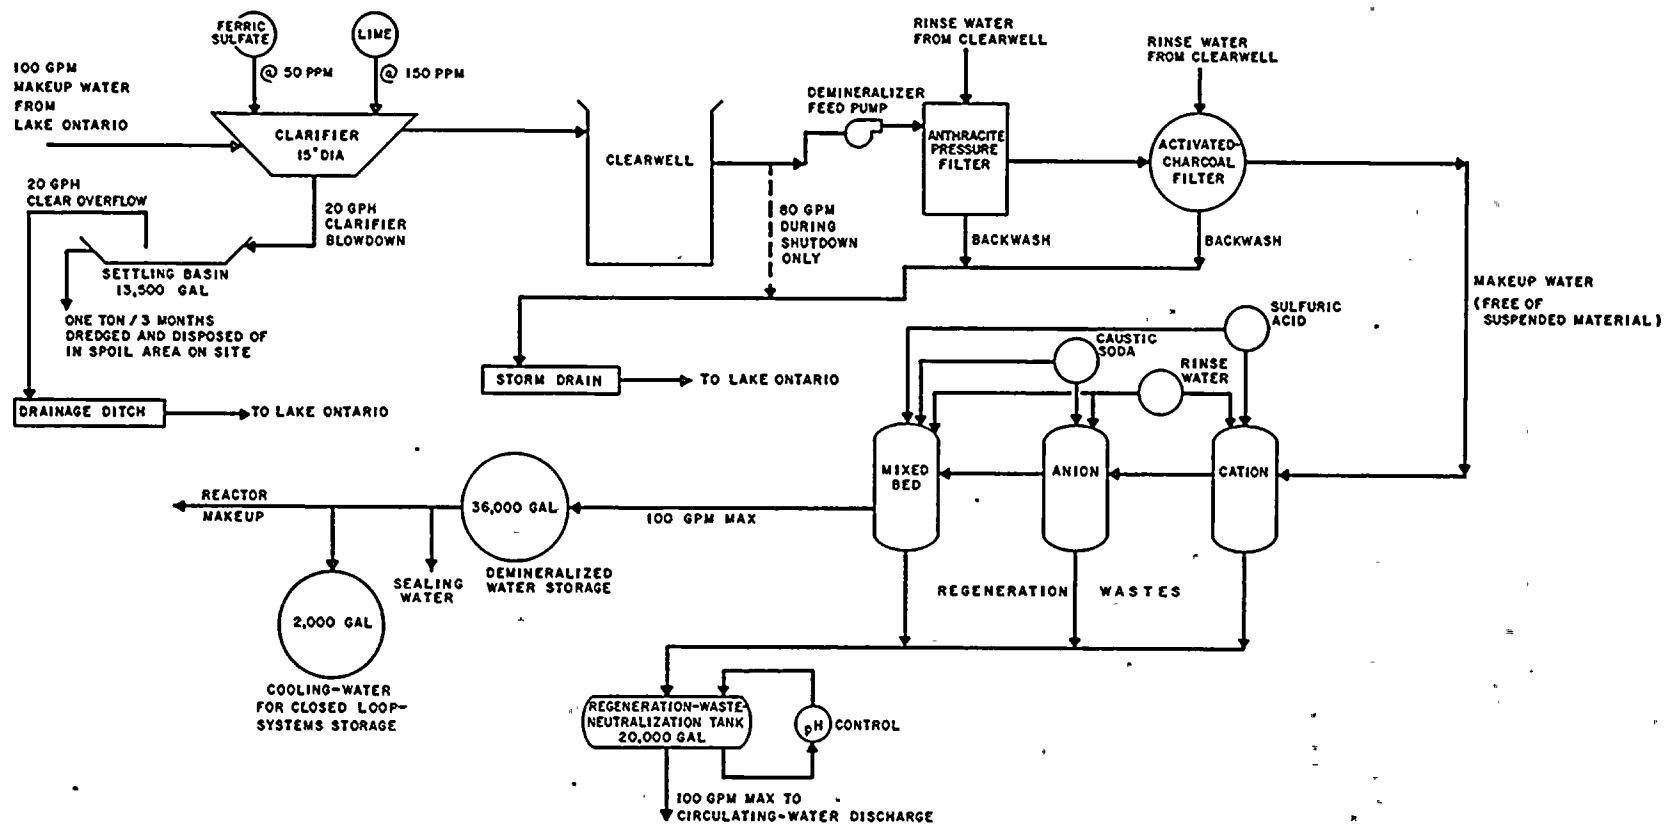 FERRIC
SULFATE
LIME
@ 50 PPM
@ 150 PPM
100 GPM
MAKEUP WATER
FROM
LAKE ONTARIO
CLARIFIER
15' DIA
20 GPH
CLEAR OVERFLOW
20 GPH
CLARIFIER
BLOWDOWN
SETTLING BASIN
13,500 GAL
ONE TON / 3 MONTHS
DREDGED AND DISPOSED OF
IN SPOIL AREA ON SITE
DRAINAGE DITCH
TO LAKE ONTARIO
CLEARWELL
80 GPM
DURING
SHUTDOWN
ONLY
STORM DRAIN
TO LAKE ONTARIO
DEMINERALIZER
FEED PUMP
RINSE WATER
FROM CLEARWELL
ANTHRACITE
PRESSURE
FILTER
BACKWASH
RINSE WATER
FROM CLEARWELL
ACTIVATED-
CHARCOAL
FILTER
BACKWASH
MAKEUP WATER
(FREE OF
SUSPENDED MATERIAL)
SULFURIC
ACID
CAUSTIC
SODA
RINSE
WATER
MIXED
BED
ANION
CATION
100 GPM MAX
36,000 GAL
DEMINERALIZED
WATER STORAGE
REACTOR
MAKEUP
SEALING
WATER
2,000 GAL
COOLING-WATER
FOR CLOSED LOOP-
SYSTEMS STORAGE
REGENERATION WASTES
REGENERATION-WASTE-
NEUTRALIZATION TANK
20,000 GAL
pH CONTROL
100 GPM MAX TO
CIRCULATING-WATER DISCHARGE